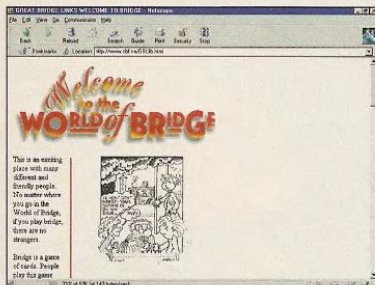 GREAT BRIDGE LINKS WELCOME TO BRIDGE - Netscape
File Edit View Go Communicator Help
Back Reload Search Guide Print Security Stop
Bookmarks Location:
Welcome
to the
WORLD of BRIDGE
This is an exciting
place with many
different and
friendly people.
No matter where
you go in the
World of Bridge,
if you play bridge,
there are no
strangers.
Bridge is a game
of cards. People
play this game